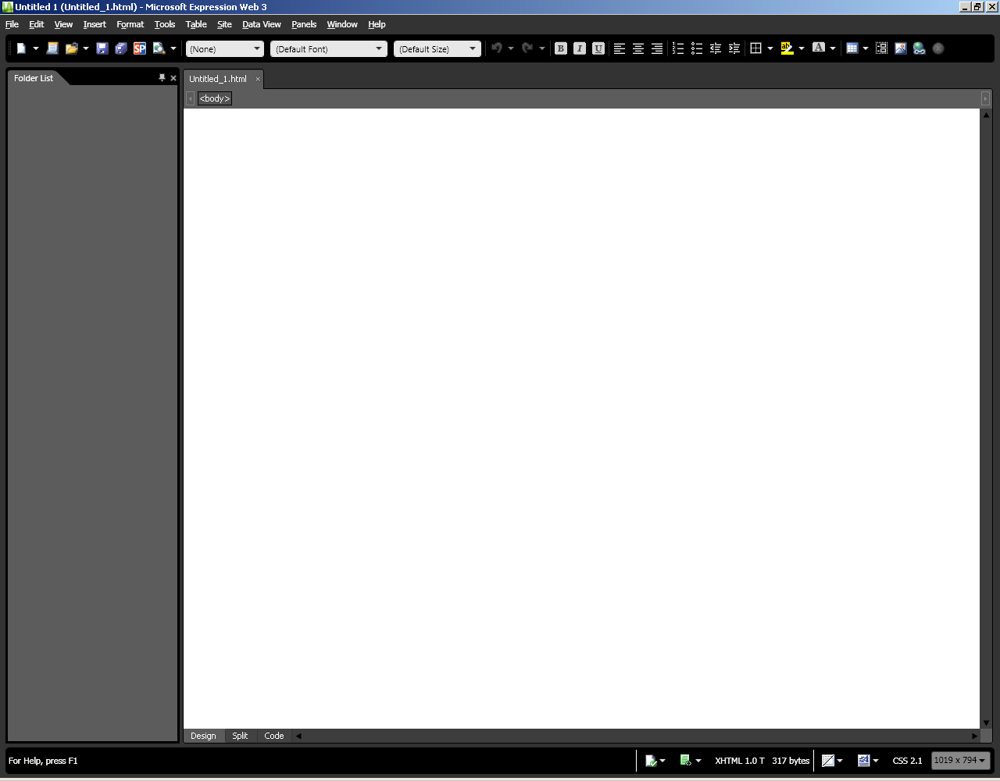 Untitled 1 (Untitled_1.html) - Microsoft Expression Web 3
File Edit View Insert Format Tools Table Site Data View Panels Window Help
SP (None) (Default Font) (Default Size) B I U ab A
Folder List
Untitled_1.html
<body>
Design Split Code
For Help, press F1 XHTML 1.0 T 317 bytes CSS 2.1 1019 x 794